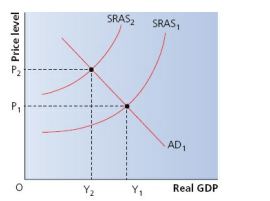 Price level
SRAS2
SRAS1
P2
P1
AD1
O
Y2
Y1
Real GDP